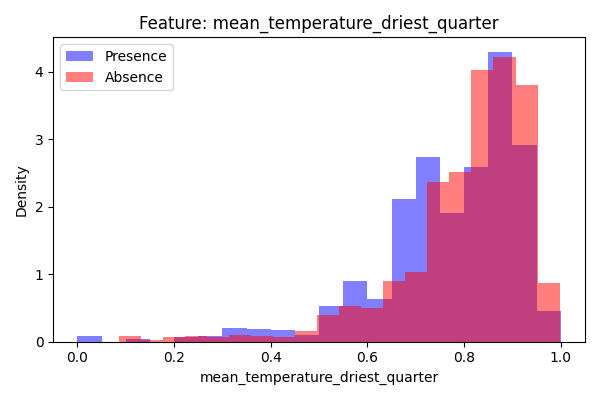 Feature: mean_temperature_driest_quarter
Presence
Absence
Density
4
3
2
1
0
0.0 0.2 0.4 0.6 0.8 1.0
mean_temperature_driest_quarter